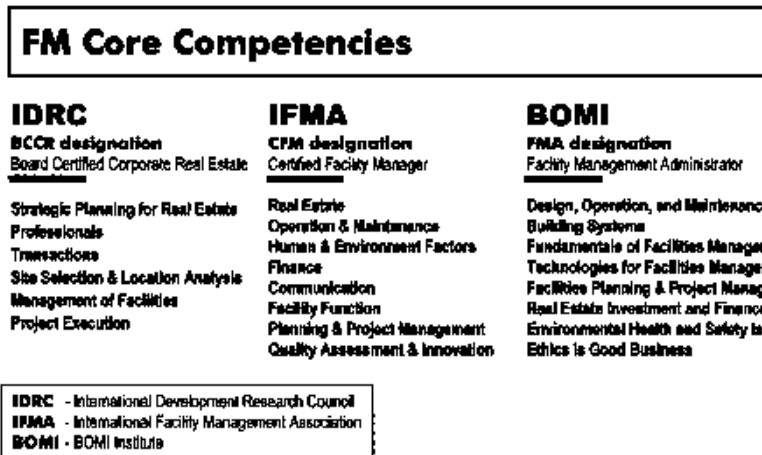 FM Core Competencies
IDRC
BCCR designation
Board Certified Corporate Real Estate
Strategic Planning for Real Estate
Professionals
Transactions
Site Selection & Location Analysis
Management of Facilities
Project Execution
IFMA
CFM designation
Certified Facility Manager
Real Estate
Operation & Maintenance
Human & Environment Factors
Finance
Communication
Facility Function
Planning & Project Management
Quality Assessment & Innovation
BOMI
FMA designation
Facility Management Administrator
Design, Operation, and Maintenanc
Building Systems
Fundamentals of Facilities Manager
Technologies for Facilities Manage
Facilities Planning & Project Manag
Real Estate Investment and Finance
Environmental Health and Safety Is
Ethics is Good Business
IDRC - International Development Research Council
IFMA - International Facility Management Association
BOMI - BOMI Institute